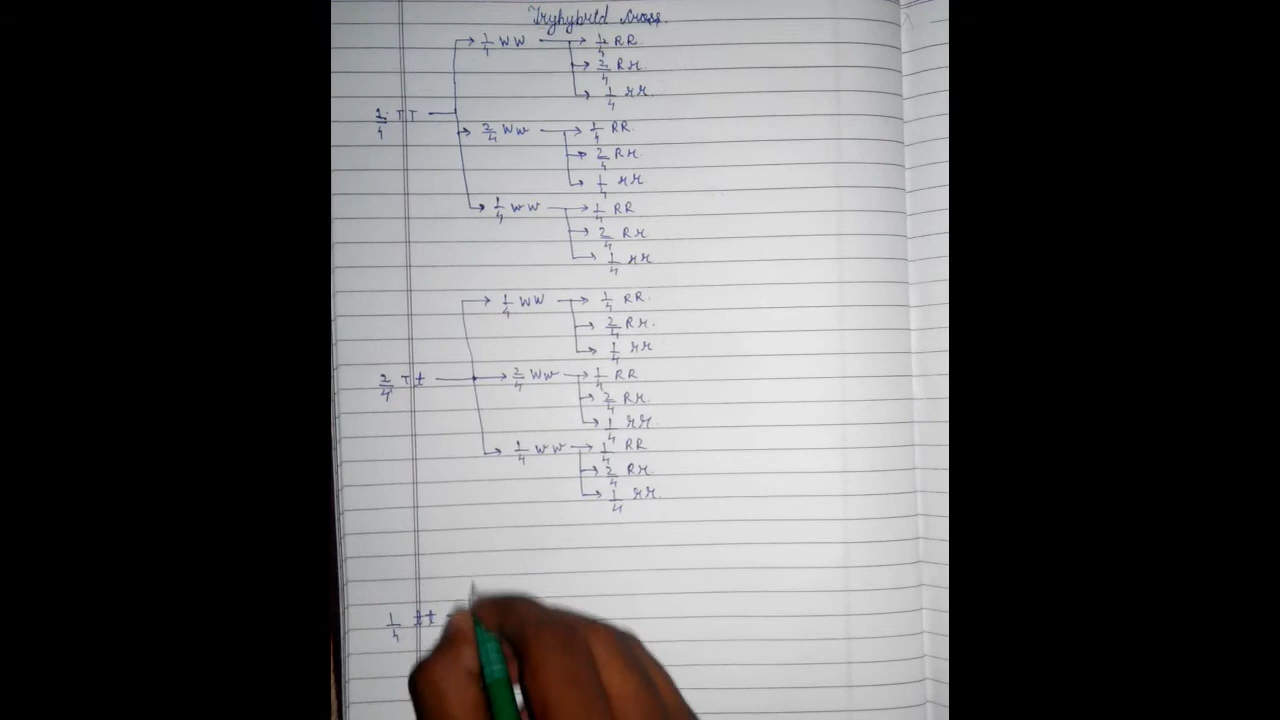 Tryhybrid Cross.
1/4 WW → 1/4 RR.
→ 2/4 Rr.
→ 1/4 rr.
1/4 TT → 2/4 Ww → 1/4 RR.
→ 2/4 Rr.
→ 1/4 rr
→ 1/4 ww → 1/4 RR
→ 2/4 Rr
→ 1/4 rr
→ 1/4 WW → 1/4 RR.
→ 2/4 Rr.
→ 1/4 rr
2/4 Tt → 2/4 Ww → 1/4 RR
→ 2/4 Rr.
→ 1/4 rr.
→ 1/4 ww → 1/4 RR
→ 2/4 Rr.
→ 1/4 rr.
1/4 tt